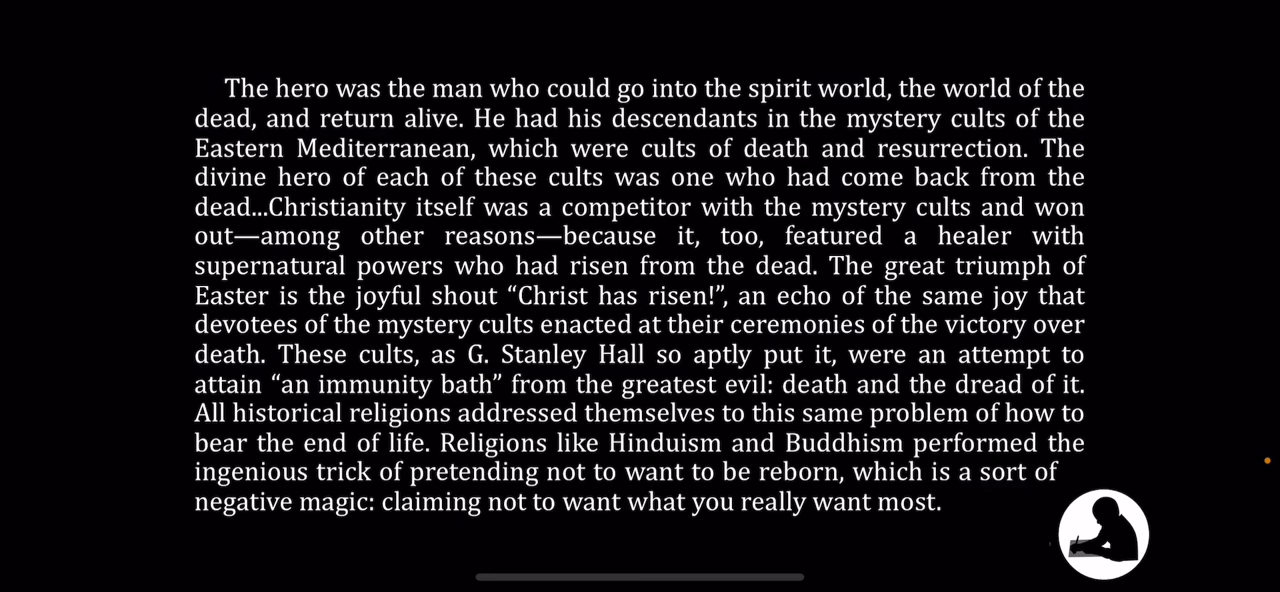 The hero was the man who could go into the spirit world, the world of the
dead, and return alive. He had his descendants in the mystery cults of the
Eastern Mediterranean, which were cults of death and resurrection. The
divine hero of each of these cults was one who had come back from the
dead...Christianity itself was a competitor with the mystery cults and won
out—among other reasons—because it, too, featured a healer with
supernatural powers who had risen from the dead. The great triumph of
Easter is the joyful shout “Christ has risen!”, an echo of the same joy that
devotees of the mystery cults enacted at their ceremonies of the victory over
death. These cults, as G. Stanley Hall so aptly put it, were an attempt to
attain “an immunity bath” from the greatest evil: death and the dread of it.
All historical religions addressed themselves to this same problem of how to
bear the end of life. Religions like Hinduism and Buddhism performed the
ingenious trick of pretending not to want to be reborn, which is a sort of
negative magic: claiming not to want what you really want most.